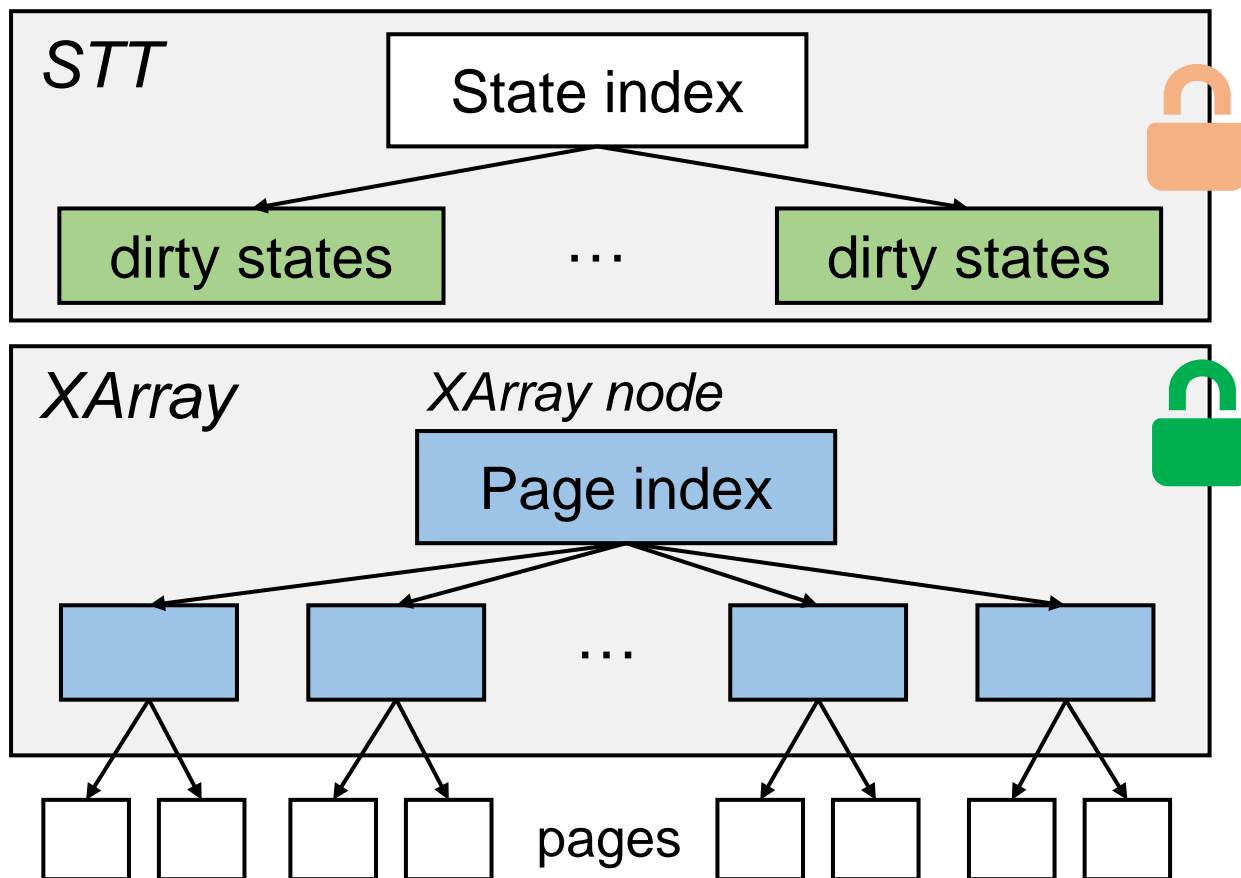 STT
State index
dirty states
...
dirty states
XArray
XArray node
Page index
...
pages